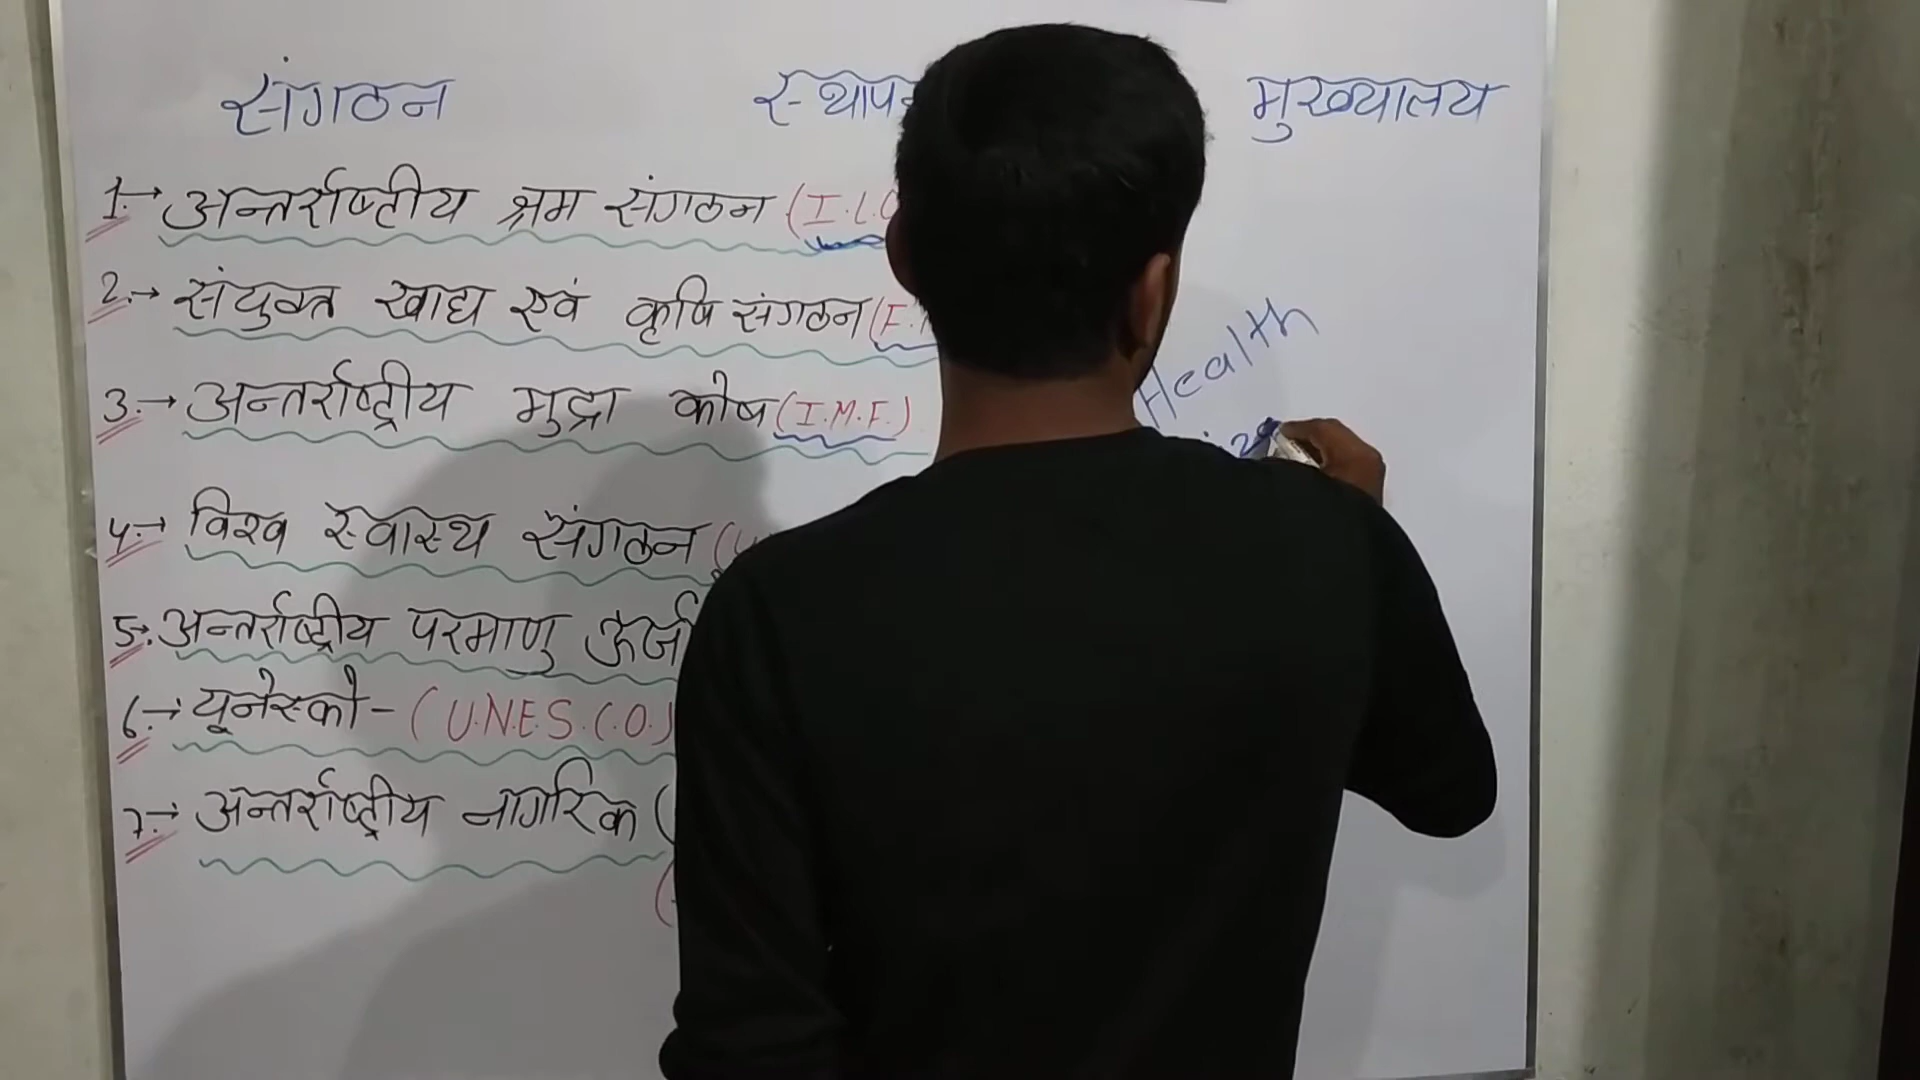 संगठन मुख्यालय
1.→ अन्तर्राष्ट्रीय श्रम संगठन (I.L.O
2.→ संयुक्त खाद्य एवं कृषि संगठन (F.
3.→ अन्तर्राष्ट्रीय मुद्रा कोष (I.M.F.)
Health
4.→ विश्व स्वास्थ संगठन (W
5→. अन्तर्राष्ट्रीय परमाणु ऊर्जा
6.→ यूनेस्को - (U.N.E.S.C.O.)
7.→ अन्तर्राष्ट्रीय नागरिक (